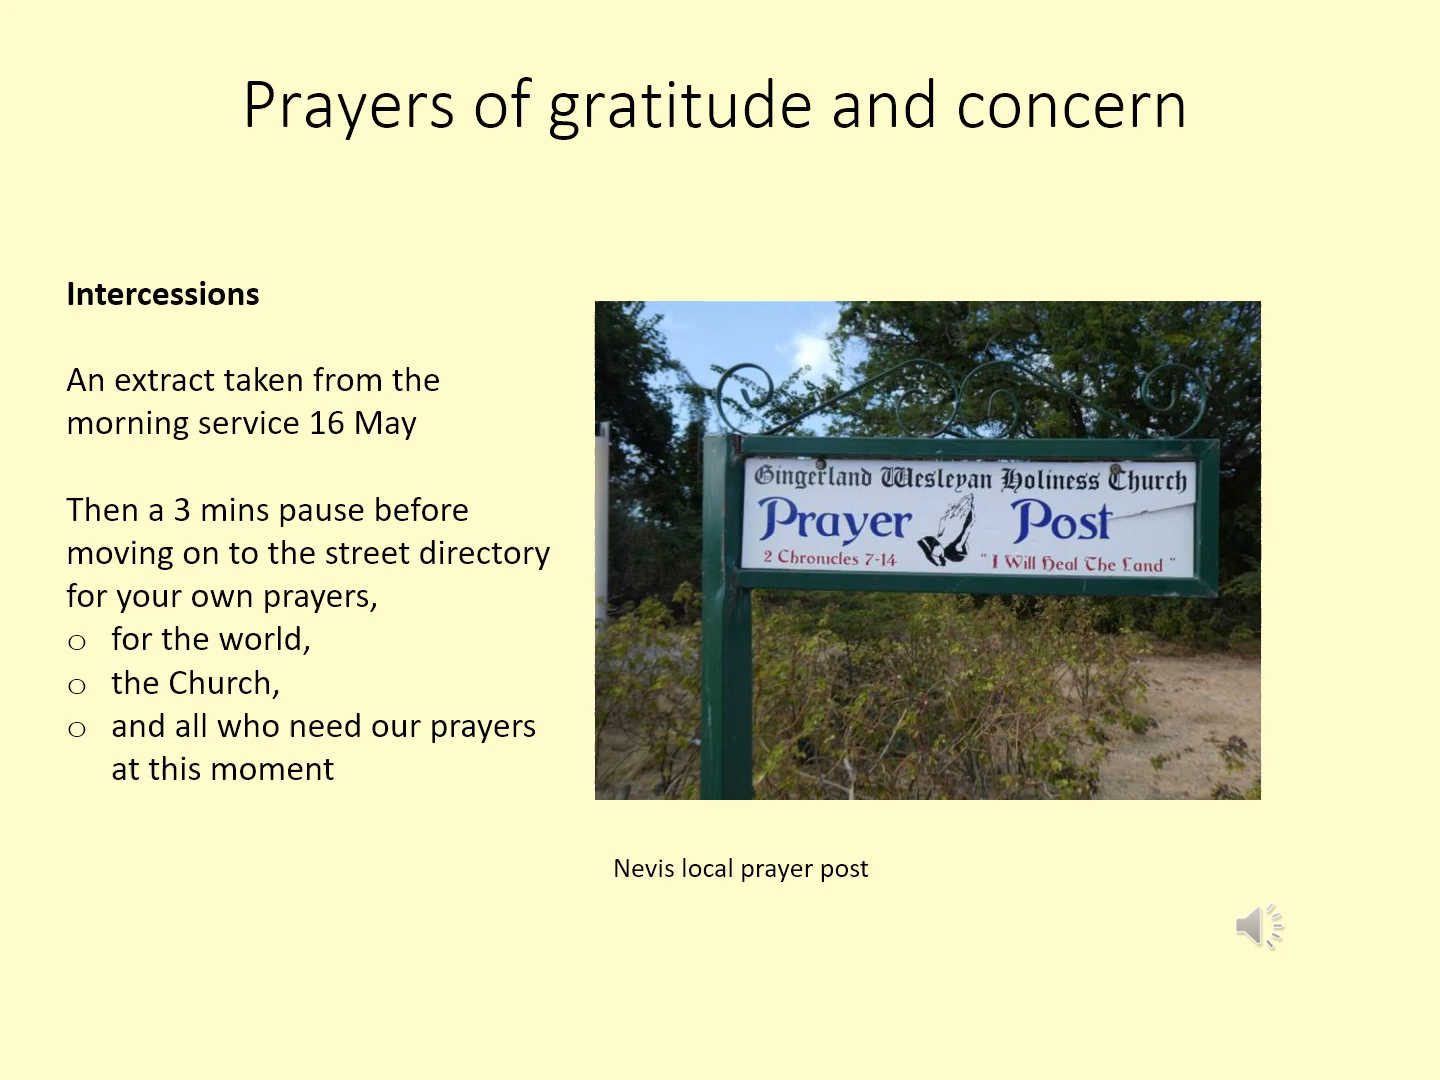 Prayers of gratitude and concern
Intercessions
An extract taken from the
morning service 16 May
Then a 3 mins pause before
moving on to the street directory
for your own prayers,
o for the world,
o the Church,
o and all who need our prayers
at this moment
Gingerland Wesleyan Holiness Church
Prayer Post
2 Chronicles 7-14 "I Will Heal The Land"
Nevis local prayer post